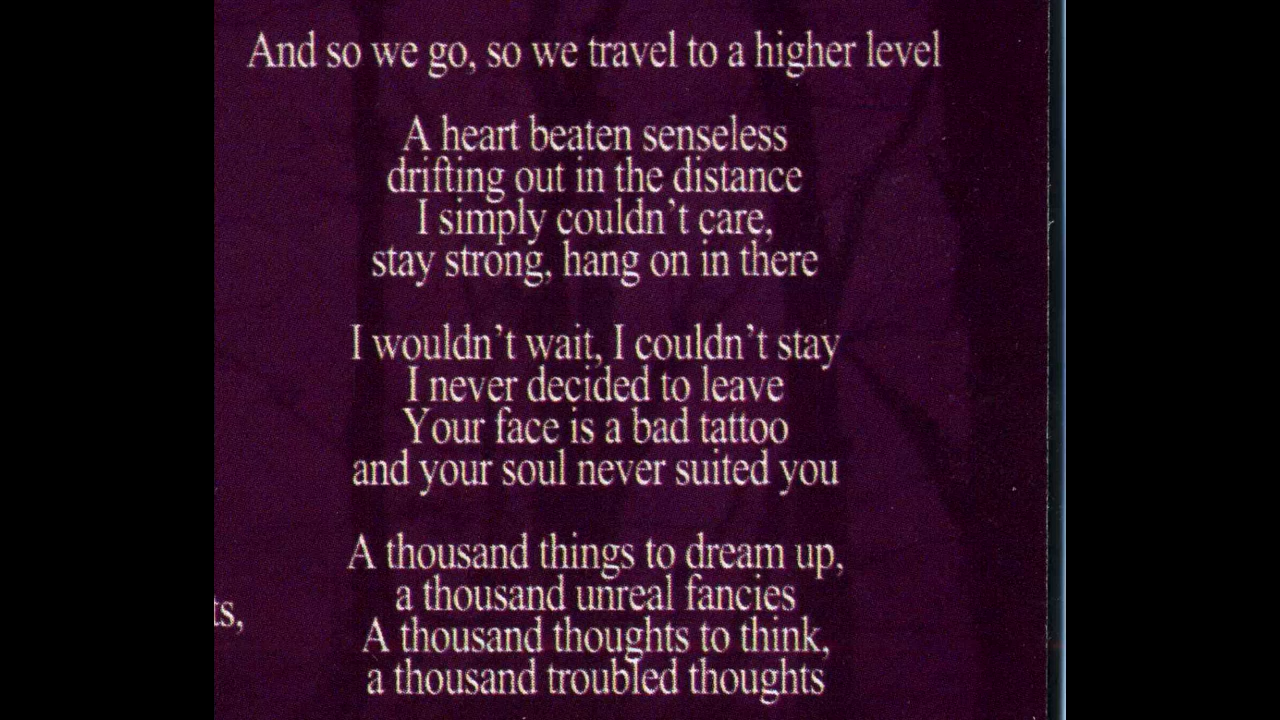 And so we go, so we travel to a higher level
A heart beaten senseless
drifting out in the distance
I simply couldn't care,
stay strong, hang on in there
I wouldn't wait, I couldn't stay
I never decided to leave
Your face is a bad tattoo
and your soul never suited you
A thousand things to dream up,
a thousand unreal fancies
ts,
A thousand thoughts to think,
a thousand troubled thoughts